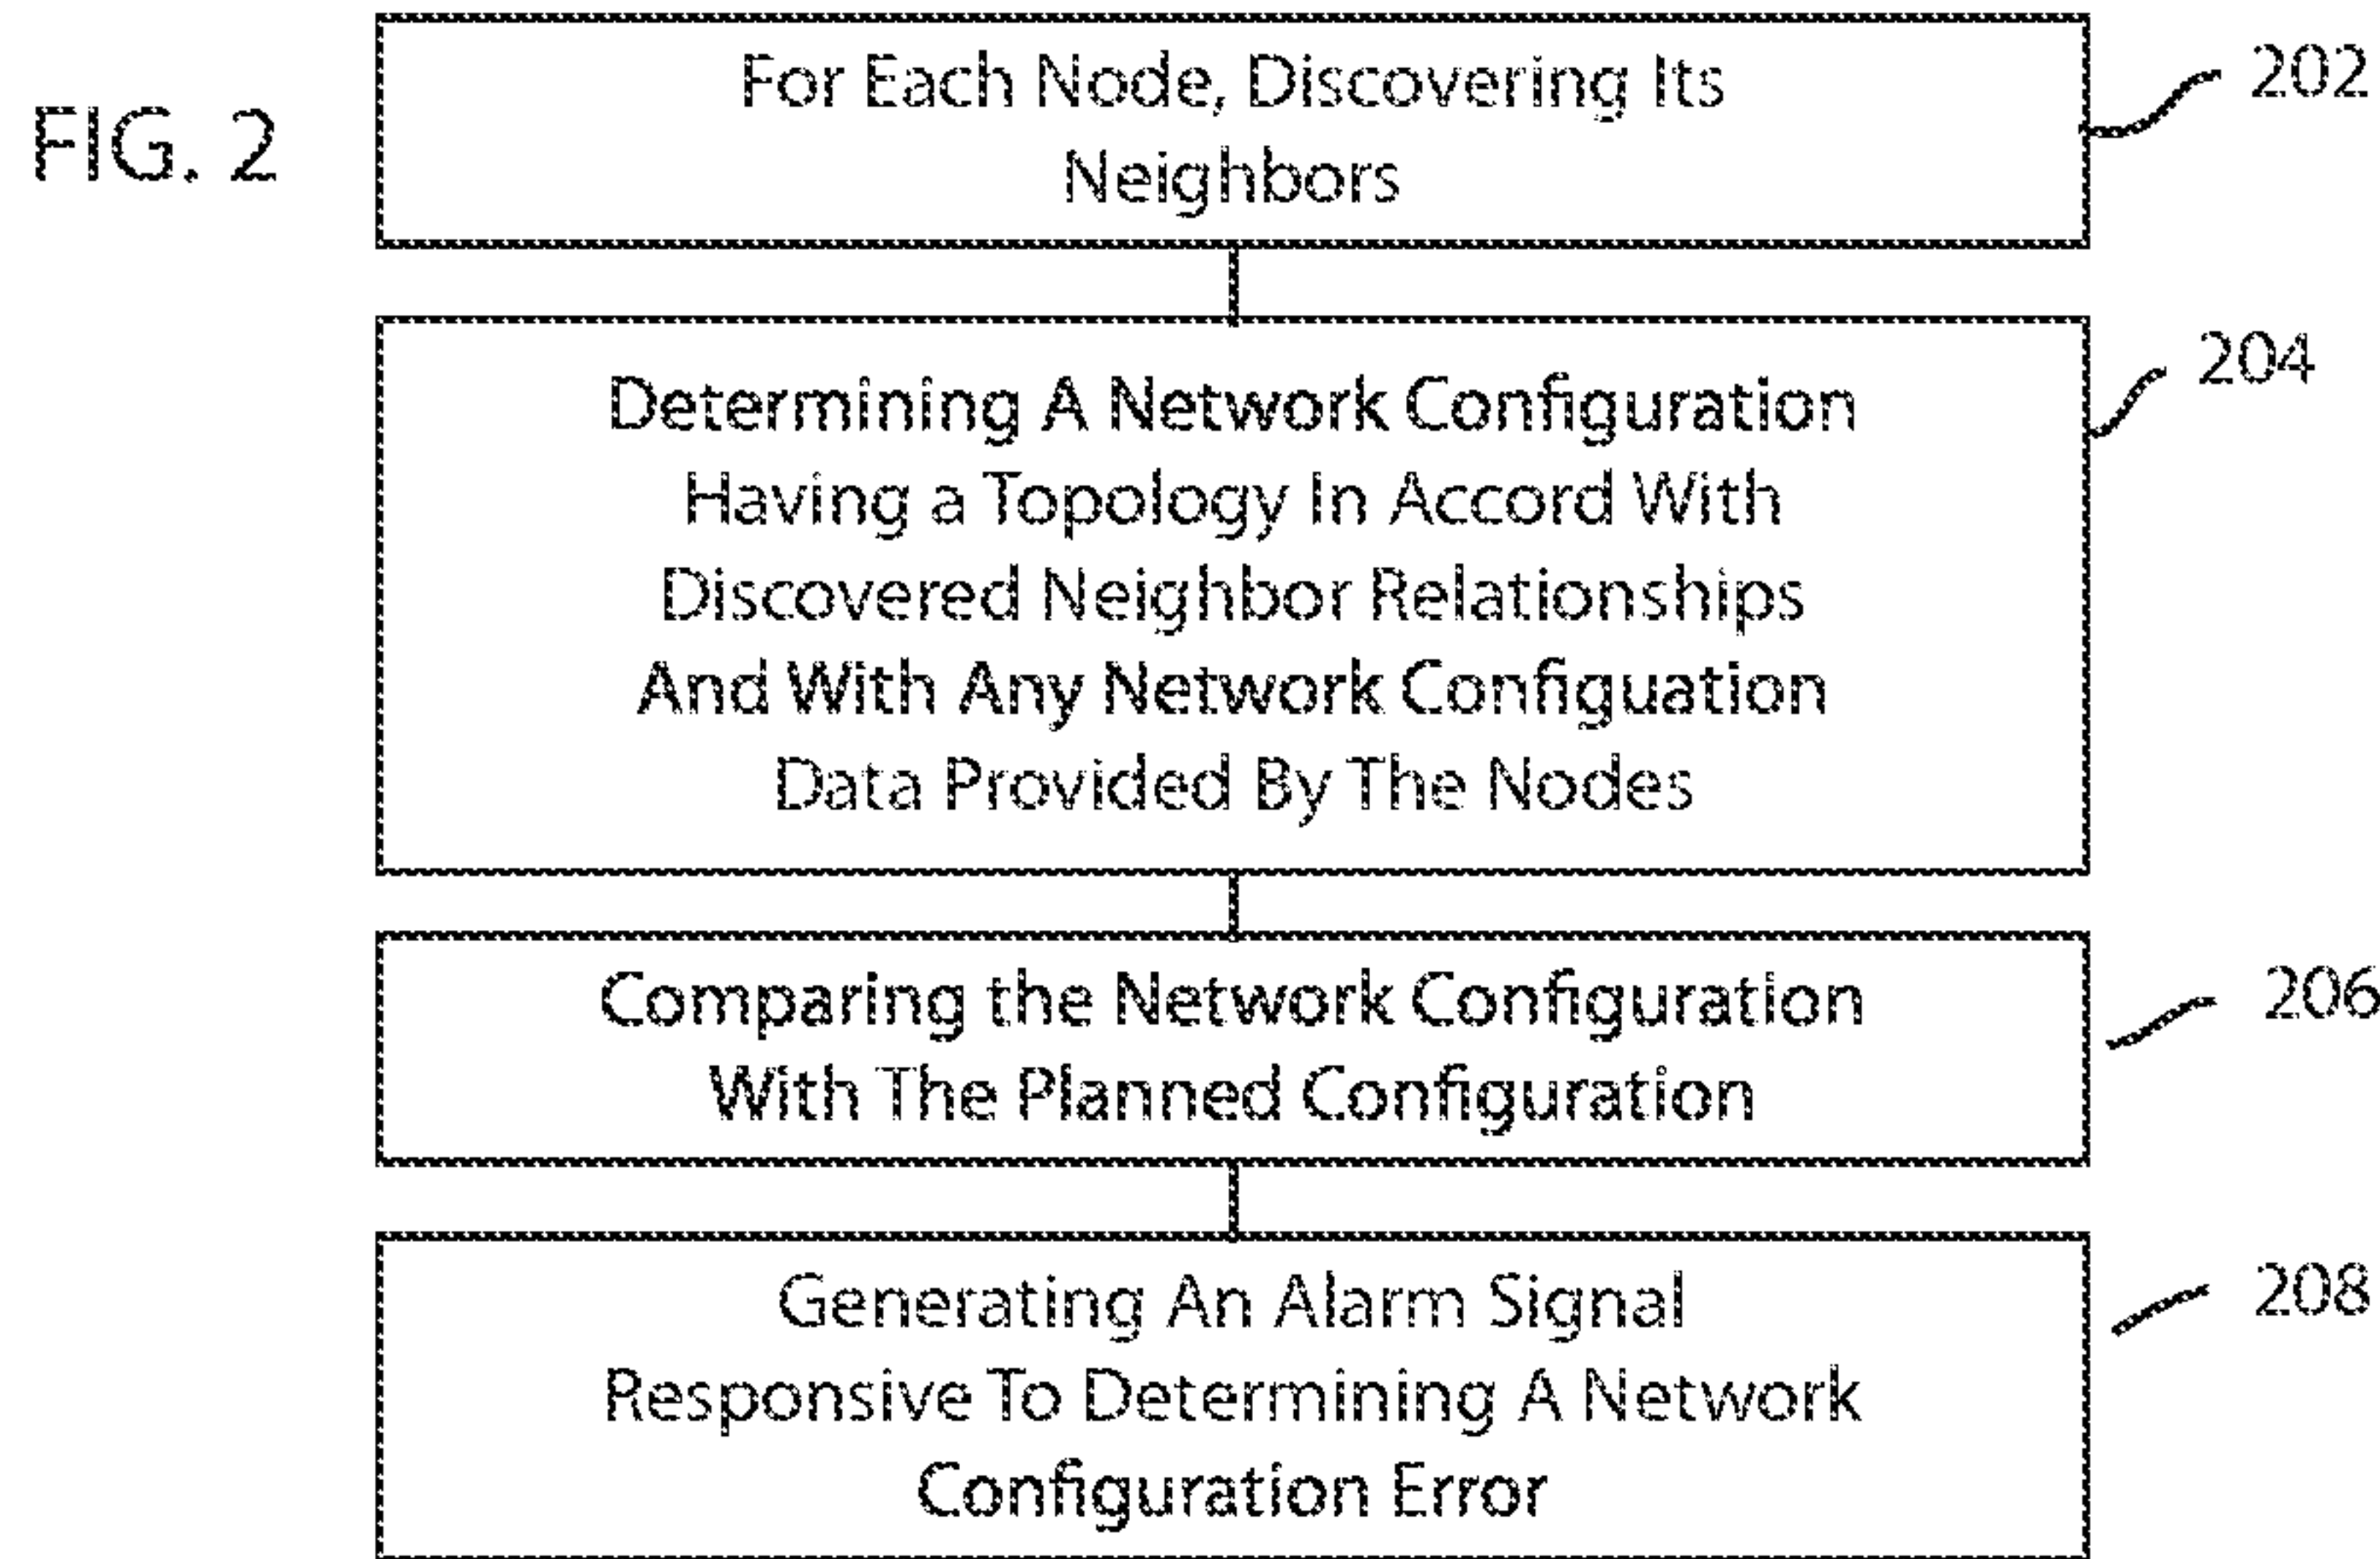 FIG. 2
For Each Node, Discovering Its
Neighbors
202
Determining A Network Configuration
Having a Topology In Accord With
Discovered Neighbor Relationships
And With Any Network Configuation
Data Provided By The Nodes
204
Comparing the Network Configuration
With The Planned Configuration
206
Generating An Alarm Signal
Responsive To Determining A Network
Configuration Error
208